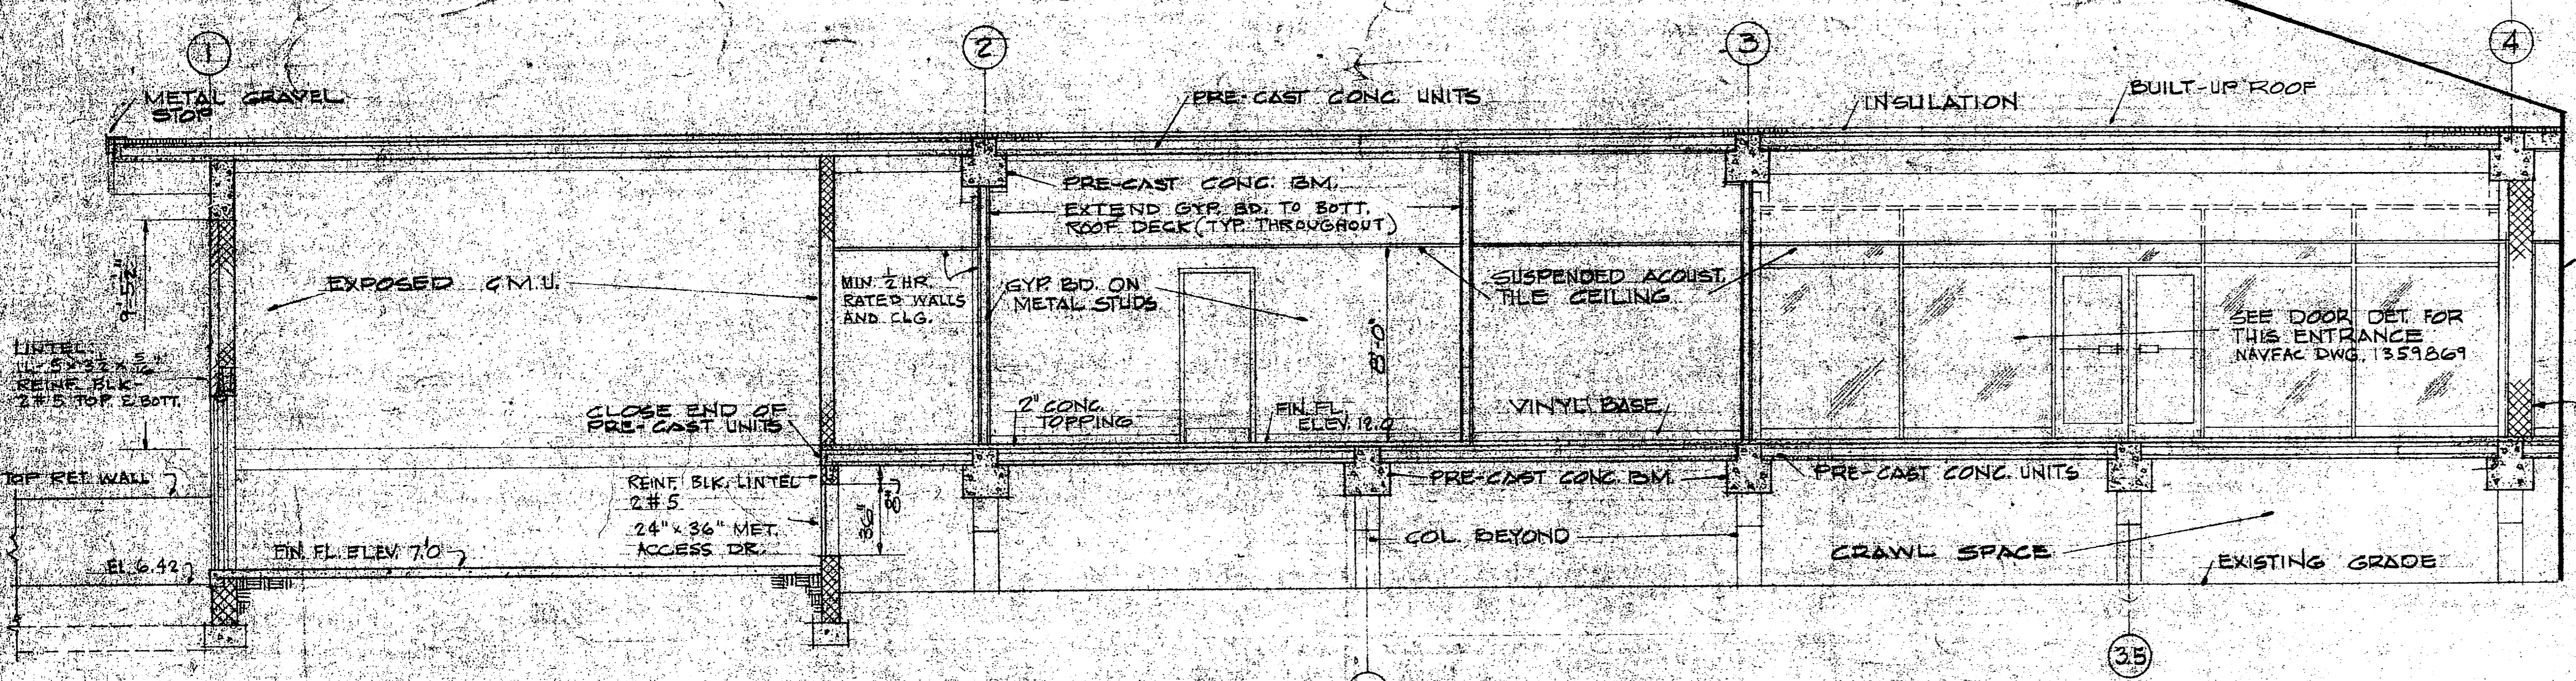 1
2
3
4
METAL GRAVEL
STOP
PRE-CAST CONC. UNITS
INSULATION
BUILT-UP ROOF
PRE-CAST CONC. BM.
EXTEND GYP. BD. TO BOTT.
ROOF DECK (TYP. THROUGHOUT)
EXPOSED C.M.U.
MIN. 1/2 HR.
RATED WALLS
AND CLG.
GYP. BD. ON
METAL STUDS
SUSPENDED ACOUST.
TILE CEILING
8'-0"
SEE DOOR DET. FOR
THIS ENTRANCE
NAVFAC DWG. 1359869
9'-5 1/2"
LINTEL
REINF. BLK-
2#5 TOP & BOTT.
CLOSE END OF
PRE-CAST UNITS
2" CONC.
TOPPING
FIN. FL.
ELEV. 12.0
VINYL BASE
TOP RET. WALL
REINF. BLK. LINTEL
2#5
24" x 36" MET.
ACCESS DR.
8"
36"
PRE-CAST CONC. BM.
PRE-CAST CONC. UNITS
COL. BEYOND
CRAWL SPACE
EXISTING GRADE
EL. 6.42
FIN. FL. ELEV. 7.0
3.5